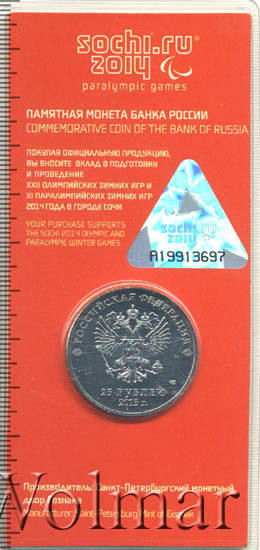 sochi.ru
2014
paralympic games
ПАМЯТНАЯ МОНЕТА БАНКА РОССИИ
COMMEMORATIVE COIN OF THE BANK OF RUSSIA
ПОКУПАЯ ОФИЦИАЛЬНУЮ ПРОДУКЦИЮ,
ВЫ ВНОСИТЕ ВКЛАД В ПОДГОТОВКУ
И ПРОВЕДЕНИЕ
XXII ОЛИМПИЙСКИХ ЗИМНИХ ИГР И
XI ПАРАЛИМПИЙСКИХ ЗИМНИХ ИГР
2014 ГОДА В ГОРОДЕ СОЧИ
YOUR PURCHASE SUPPORTS
THE SOCHI 2014 OLYMPIC AND
PARALYMPIC WINTER GAMES
sochi.ru
2014
A19913697
РОССИЙСКАЯ ФЕДЕРАЦИЯ
25 РУБЛЕЙ
2013 г.
Производитель: Санкт-Петербургский монетный
двор Гознака
Manufacturer: Saint-Petersburg Mint of Goznak
Wolmar